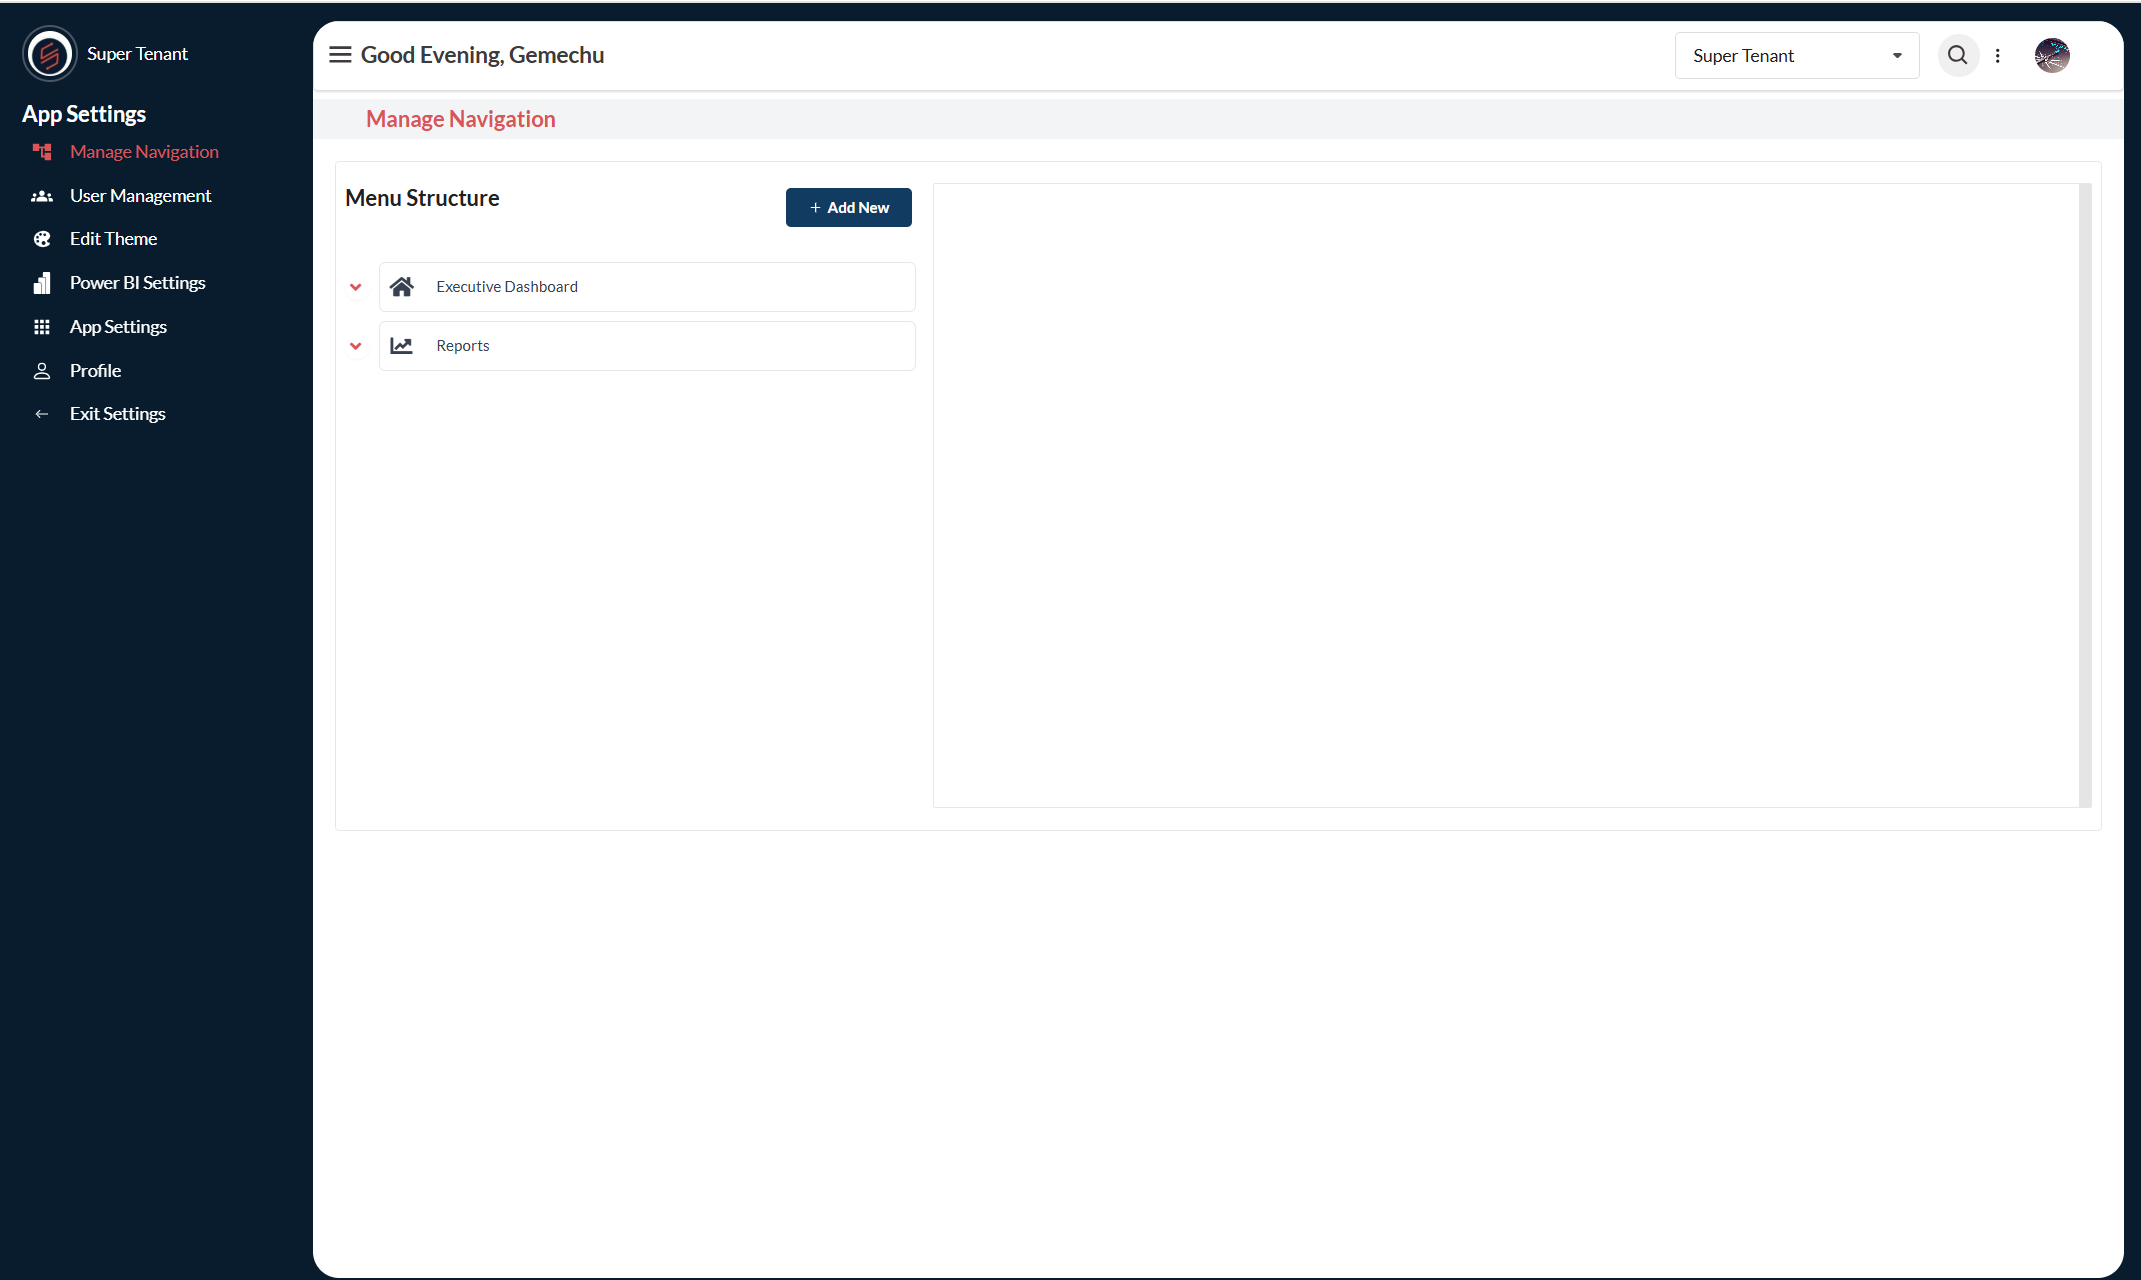 Super Tenant
App Settings
Manage Navigation
User Management
Edit Theme
Power BI Settings
App Settings
Profile
Exit Settings
Good Evening, Gemechu
Super Tenant
Manage Navigation
Menu Structure
+ Add New
Executive Dashboard
Reports